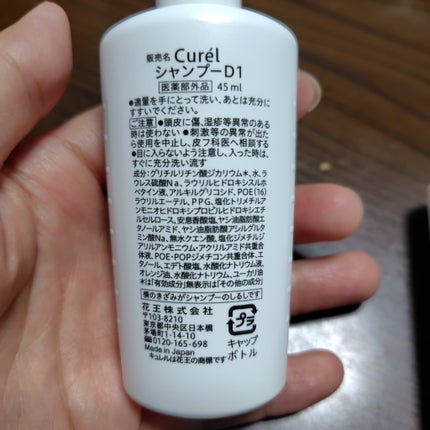 販売名 Curél
シャンプーD1
医薬部外品 45ml
●適量を手にとって洗い、あとは充分に
すすいでください。
ご注意 ●頭皮に傷、湿疹等異常のある
時は使わない ●刺激等の異常が出た
ら使用を中止し、皮フ科医へ相談する
●目に入らないよう注意し、入った時は、
すぐに充分洗い流す
成分:グリチルリチン酸ジカリウム*、水、ラ
ウレス硫酸Na、ラウリルヒドロキシスルホ
ベタイン液、アルキルグリコシド、POE(16)
ラウリルエーテル、PPG、塩化トリメチルア
ンモニオヒドロキシプロピルヒドロキシエ
チルセルロース、安息香酸塩、ヤシ油脂肪酸エ
タノールアミド、ヤシ油脂肪酸アシルグルタ
ミン酸Na、無水クエン酸、塩化ジメチルジ
アリルアンモニウム・アクリルアミド共重合
体液、POE・POPジメチコン共重合体、エ
タノール、エデト酸塩、水酸化ナトリウム液、
オレンジ油、水酸化ナトリウム、ユーカリ油
*は「有効成分」無表示は「その他の成分」
横のきざみがシャンプーのしるしです
花王株式会社
〒103-8210
東京都中央区日本橋
茅場町1-14-10
0120-165-698
Made in Japan
キュレルは花王の商標です
プラ
キャップ
ボトル